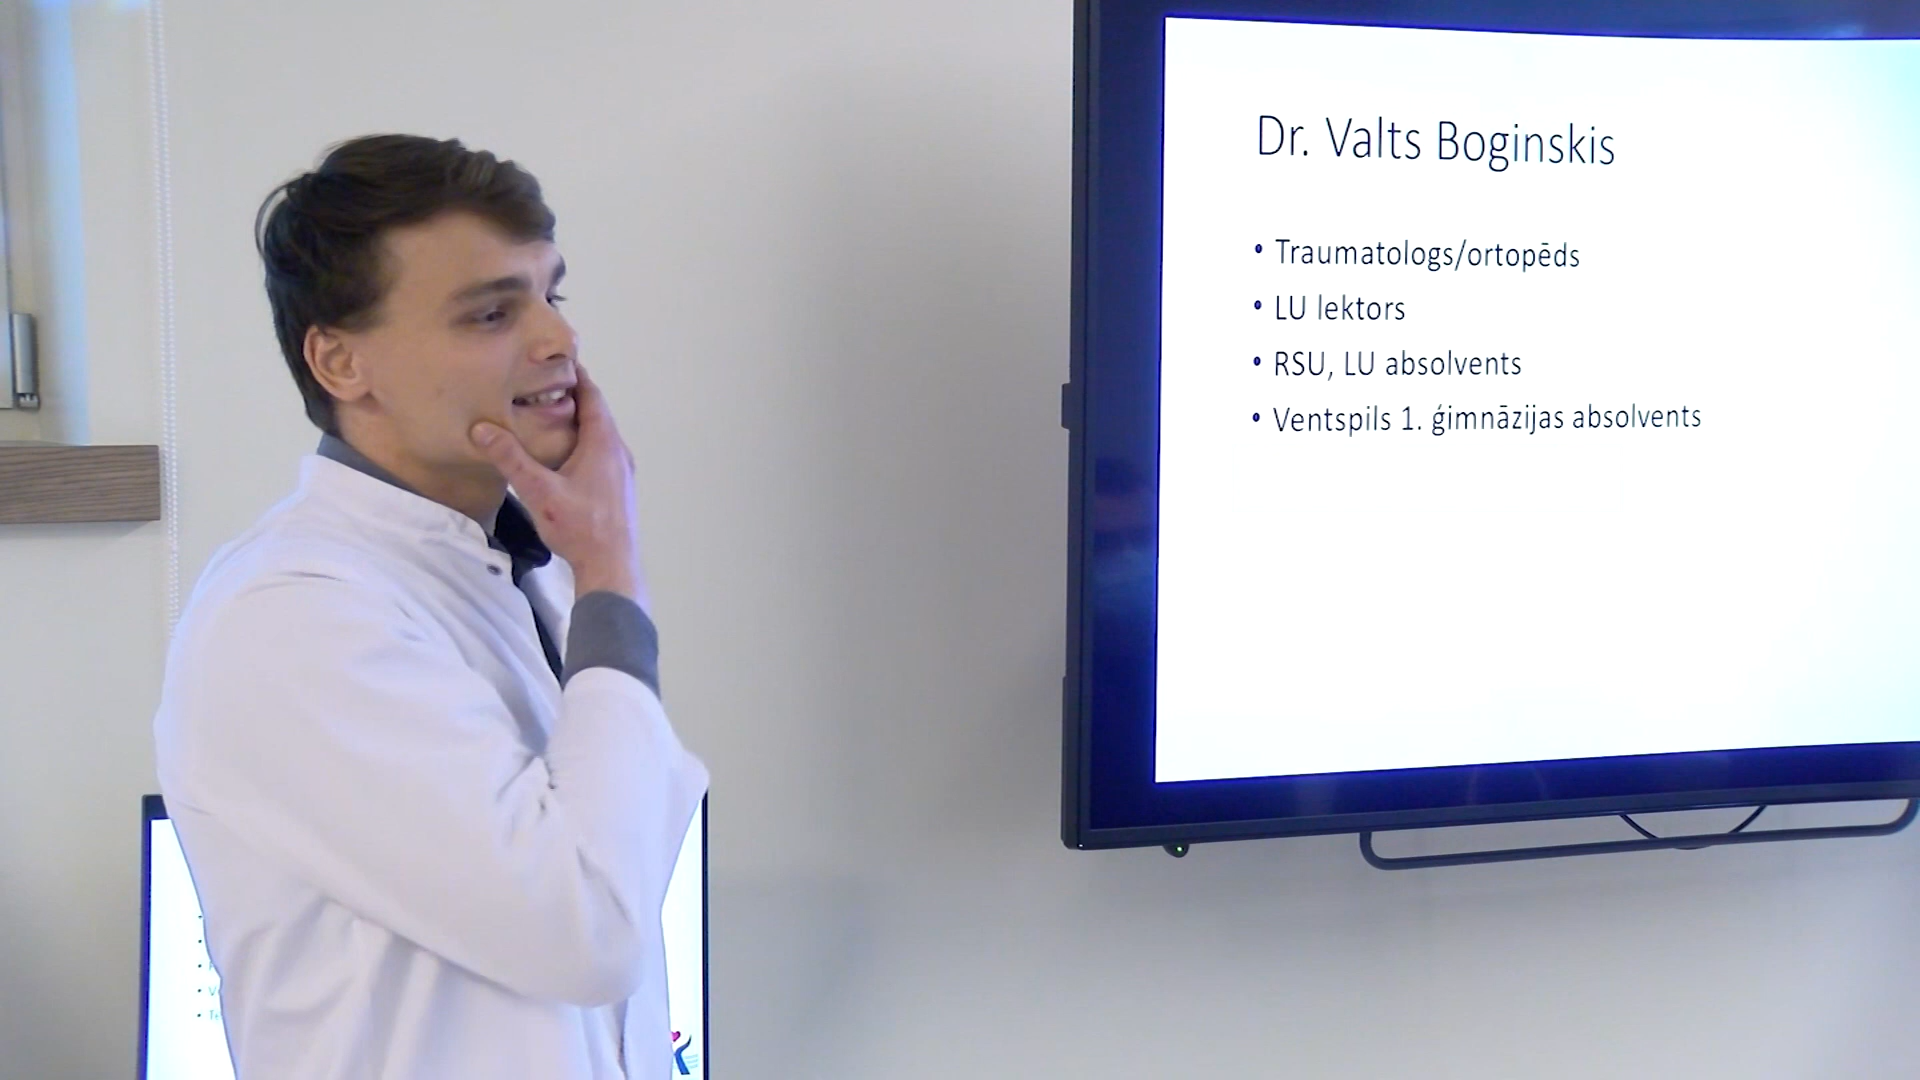 Dr. Valts Boginskis
• Traumatologs/ortopēds
• LU lektors
• RSU, LU absolvents
• Ventspils 1. ģimnāzijas absolvents